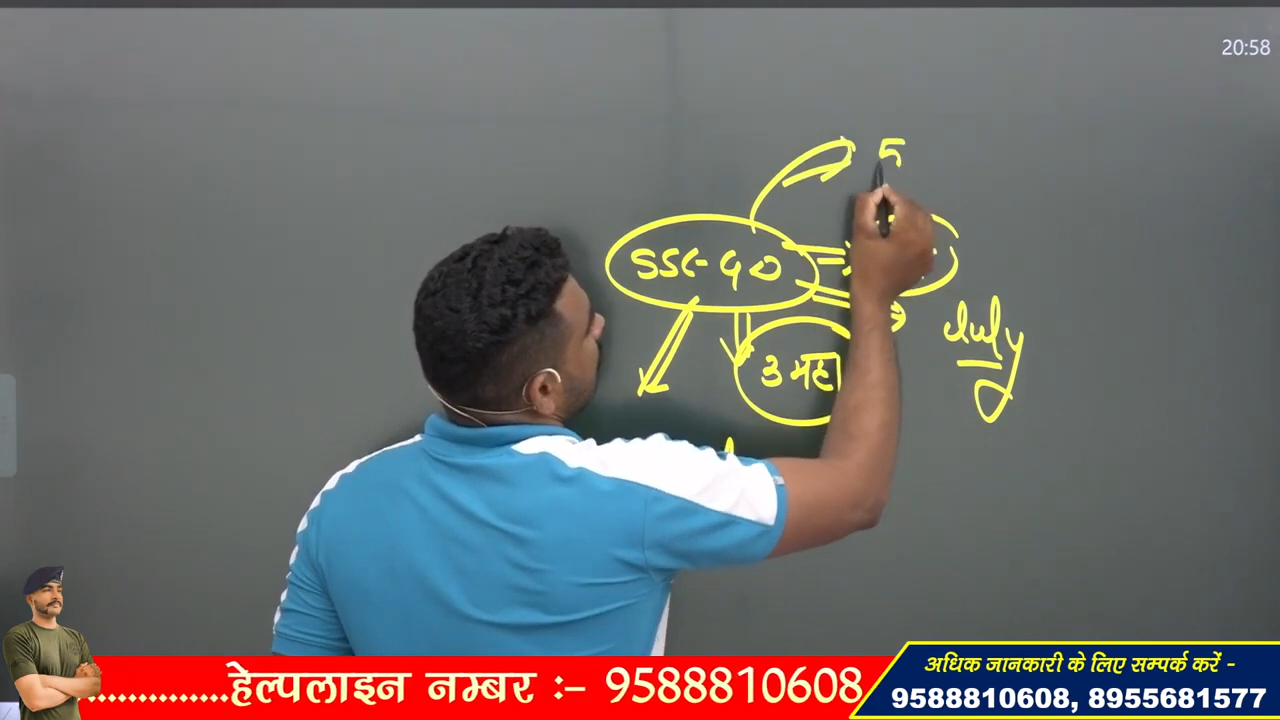 20:58
5
SSC-GD
July
3 मह
हेल्पलाइन नम्बर :- 9588810608
अधिक जानकारी के लिए सम्पर्क करें -
9588810608, 8955681577